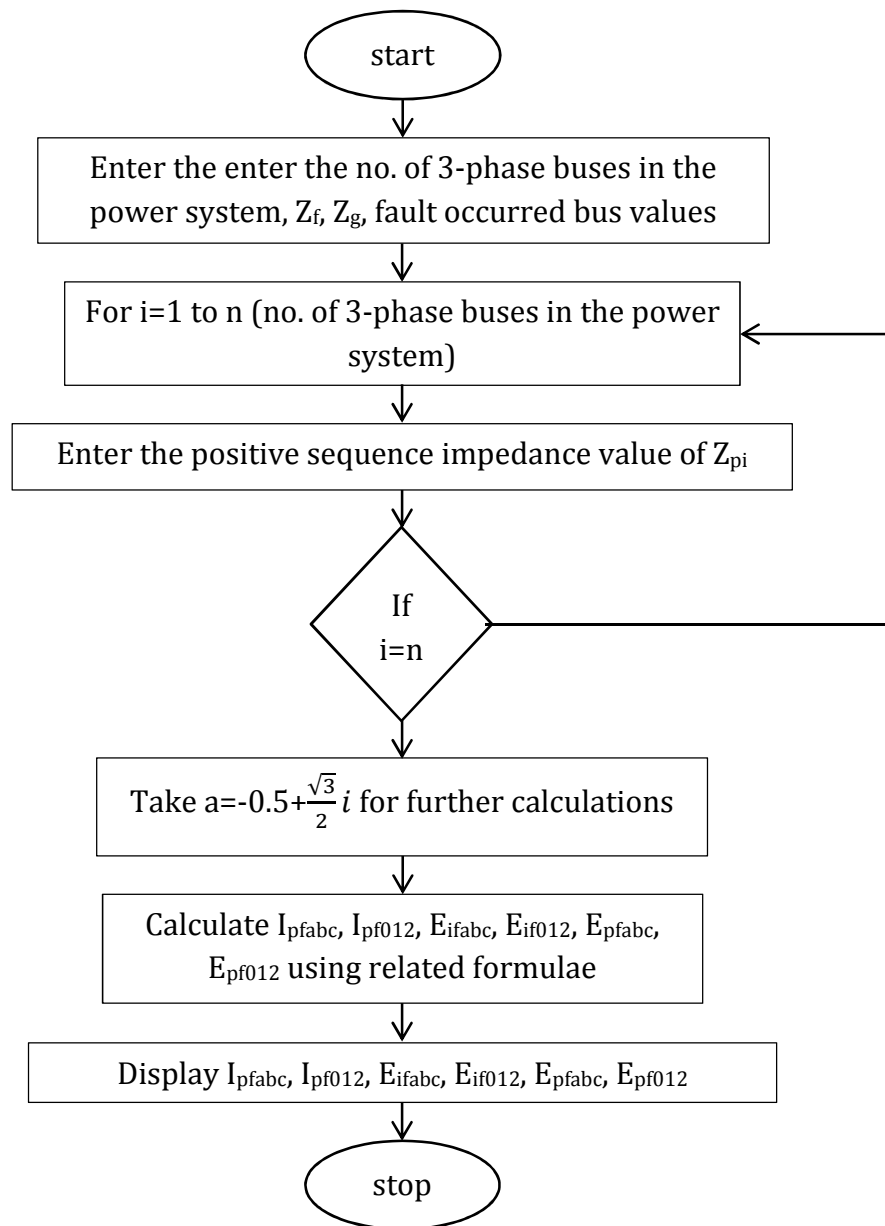 start
Enter the enter the no. of 3-phase buses in the
power system, Zf, Zg, fault occurred bus values
For i=1 to n (no. of 3-phase buses in the power
system)
Enter the positive sequence impedance value of Zpi
If
i=n
Take a=-0.5+√3/2 i for further calculations
Calculate Ipfabc, Ipf012, Eifabc, Eif012, Epfabc,
Epf012 using related formulae
Display Ipfabc, Ipf012, Eifabc, Eif012, Epfabc, Epf012
stop